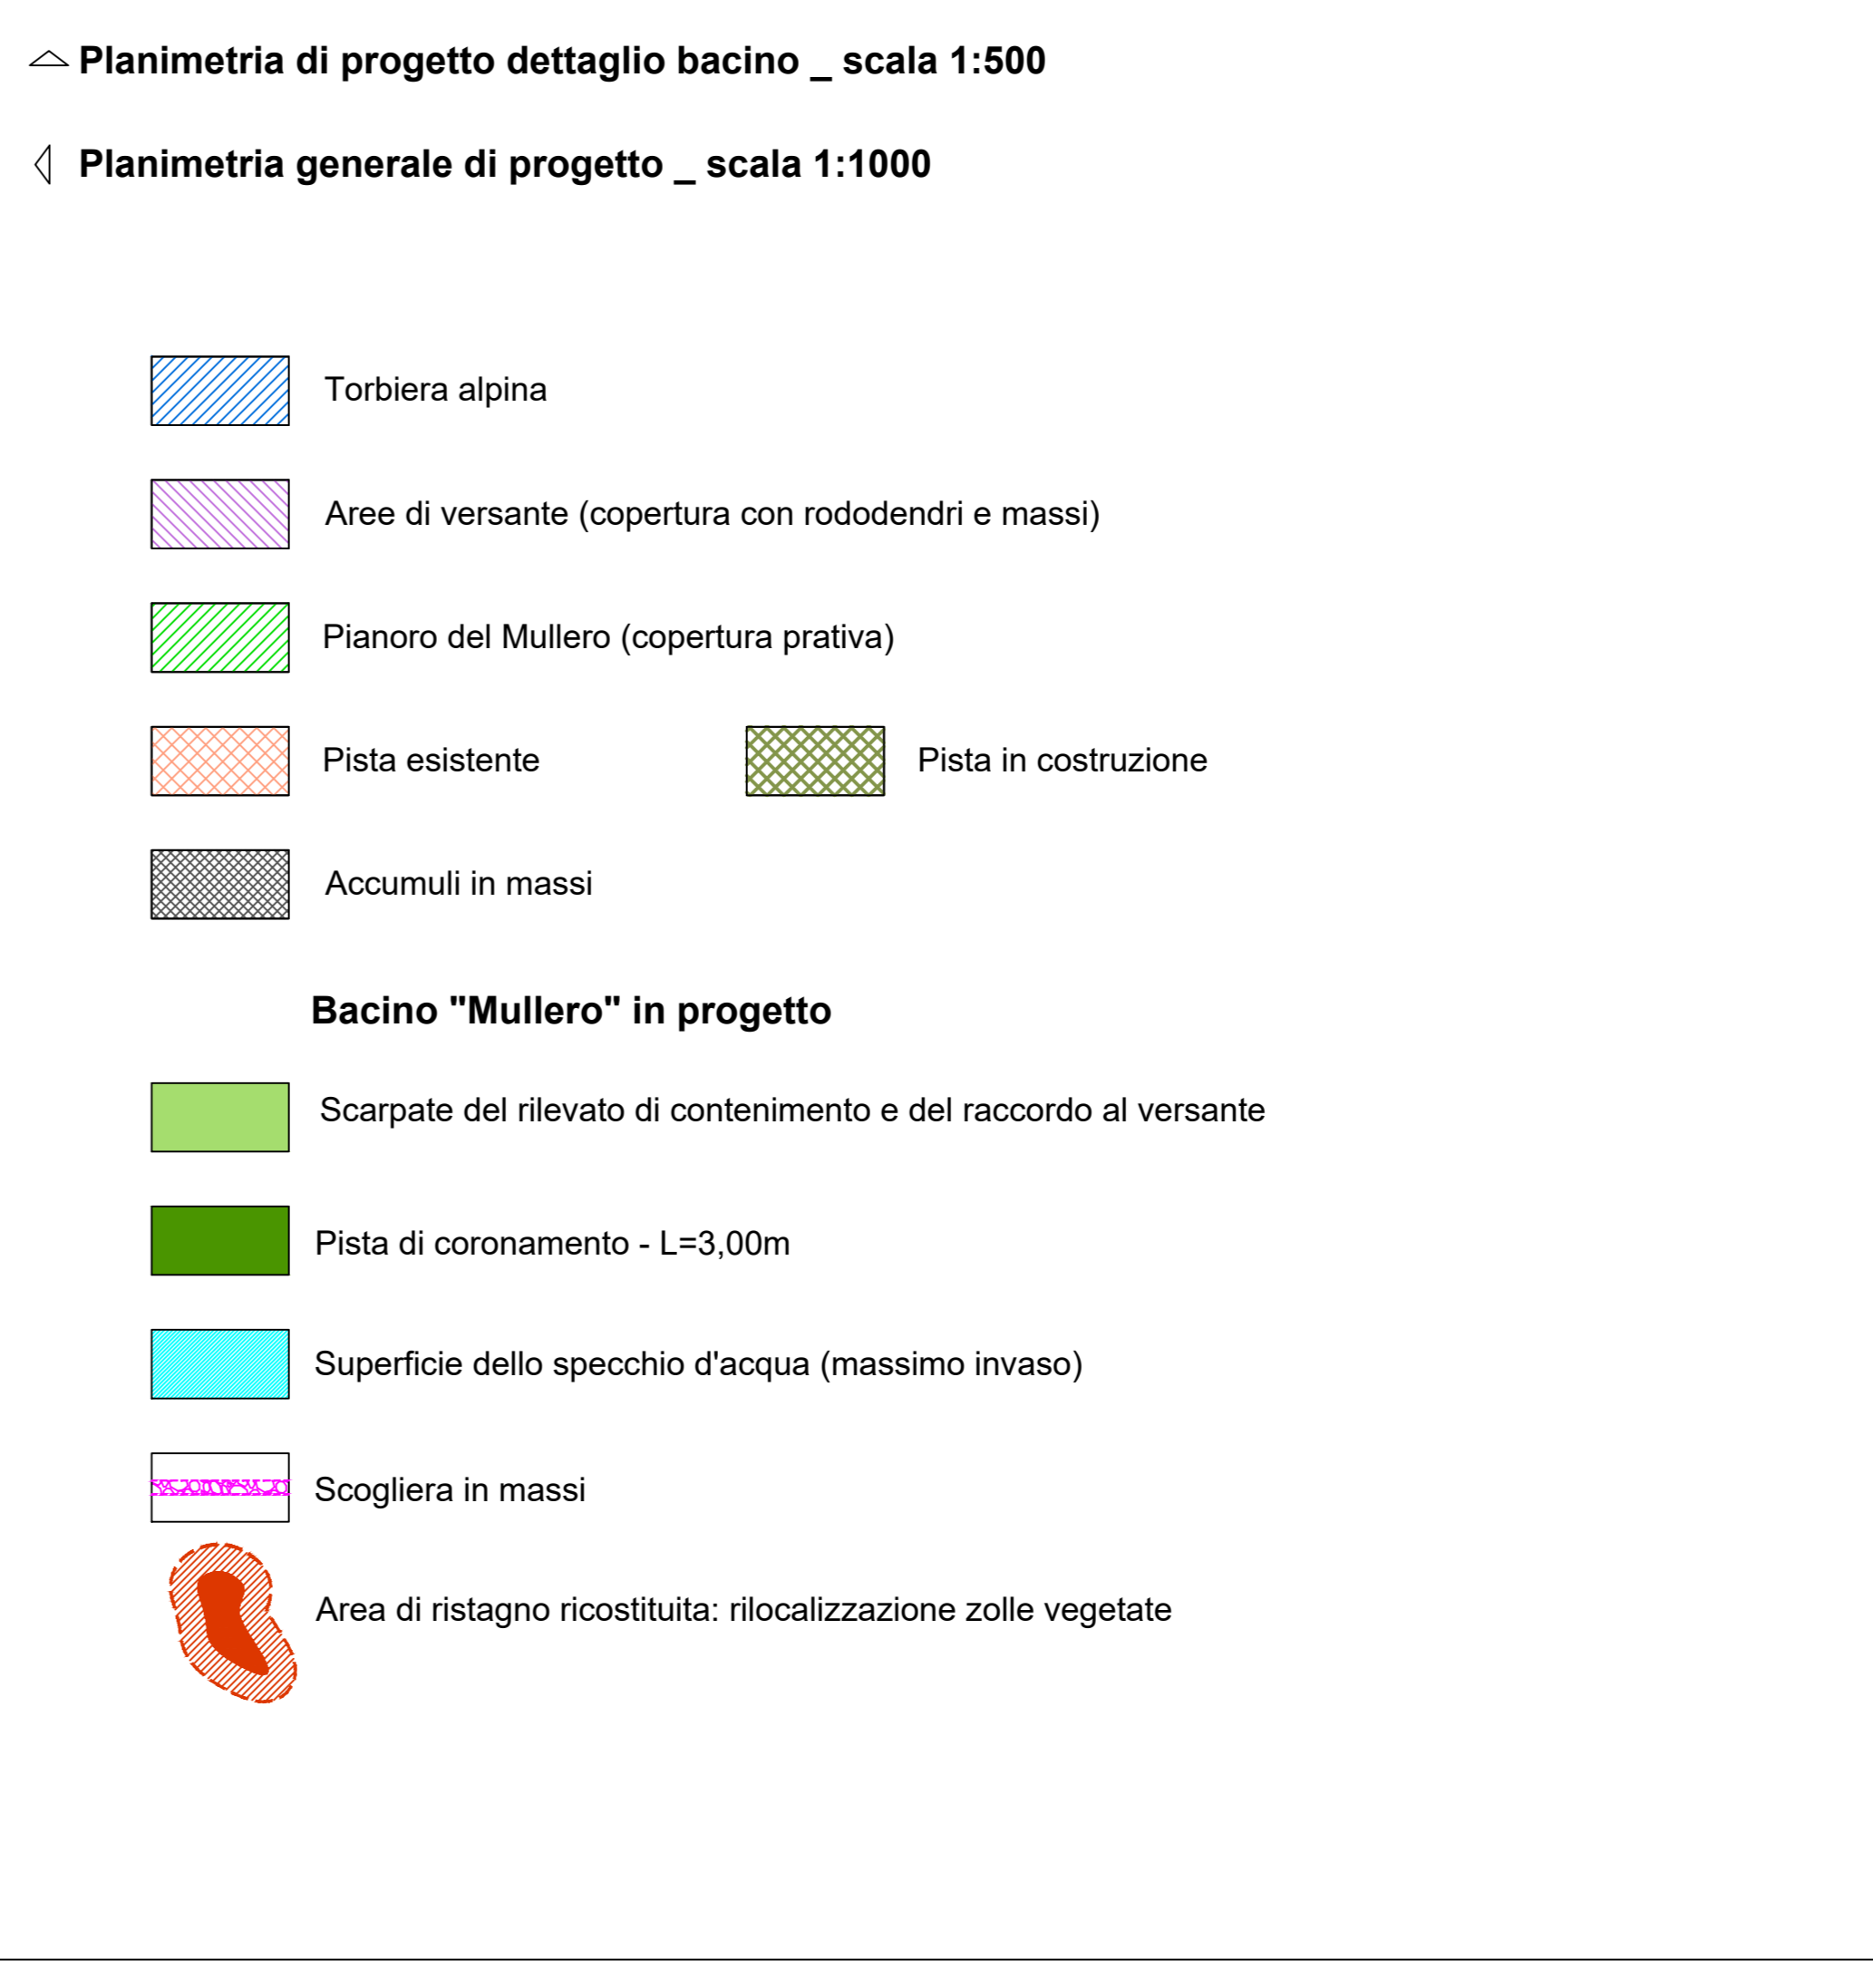 Planimetria di progetto dettaglio bacino _ scala 1:500
Planimetria generale di progetto _ scala 1:1000
Torbiera alpina
Aree di versante (copertura con rododendri e massi)
Pianoro del Mullero (copertura prativa)
Pista esistente
Pista in costruzione
Accumuli in massi
Bacino "Mullero" in progetto
Scarpate del rilevato di contenimento e del raccordo al versante
Pista di coronamento - L=3,00m
Superficie dello specchio d'acqua (massimo invaso)
Scogliera in massi
Area di ristagno ricostituita: rilocalizzazione zolle vegetate